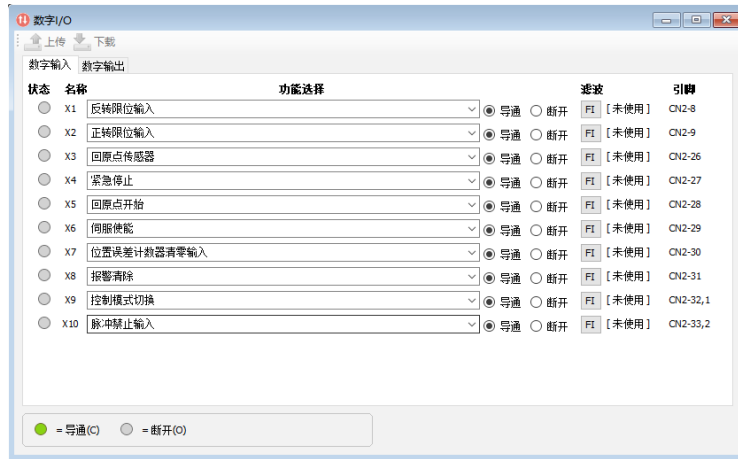 数字I/O
上传 下载
数字输入 数字输出
状态 名称 功能选择 滤波 引脚
X1 反转限位输入 导通 断开 FI [未使用] CN2-8
X2 正转限位输入 导通 断开 FI [未使用] CN2-9
X3 回原点传感器 导通 断开 FI [未使用] CN2-26
X4 紧急停止 导通 断开 FI [未使用] CN2-27
X5 回原点开始 导通 断开 FI [未使用] CN2-28
X6 伺服使能 导通 断开 FI [未使用] CN2-29
X7 位置误差计数器清零输入 导通 断开 FI [未使用] CN2-30
X8 报警清除 导通 断开 FI [未使用] CN2-31
X9 控制模式切换 导通 断开 FI [未使用] CN2-32,1
X10 脉冲禁止输入 导通 断开 FI [未使用] CN2-33,2
= 导通(C) = 断开(O)